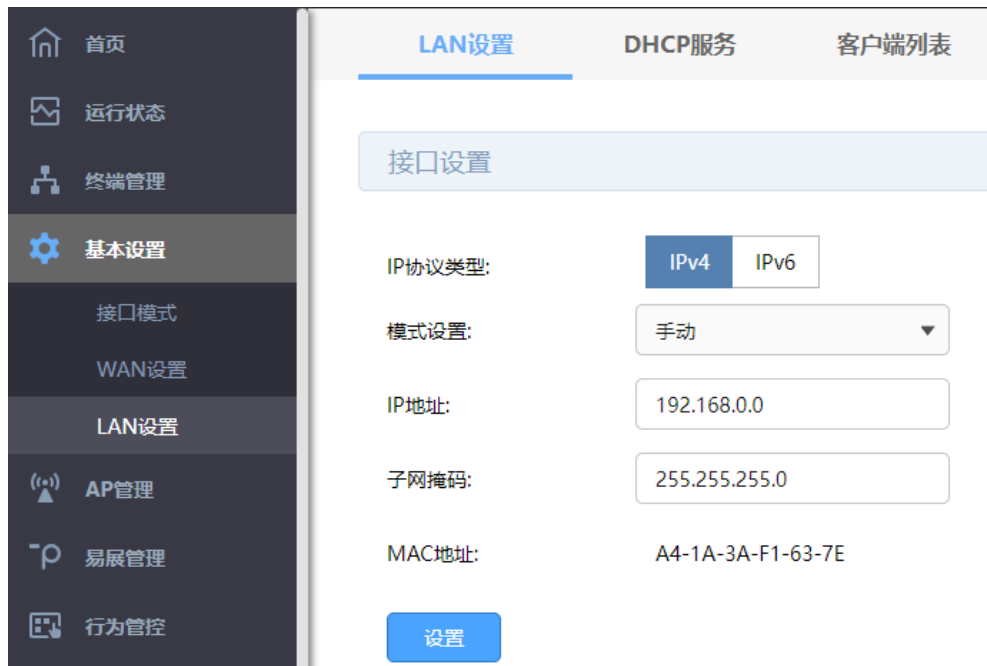 首页
运行状态
终端管理
基本设置
接口模式
WAN设置
LAN设置
AP管理
易展管理
行为管控
LAN设置 DHCP服务 客户端列表
接口设置
IP协议类型: IPv4 IPv6
模式设置: 手动
IP地址: 192.168.0.0
子网掩码: 255.255.255.0
MAC地址: A4-1A-3A-F1-63-7E
设置